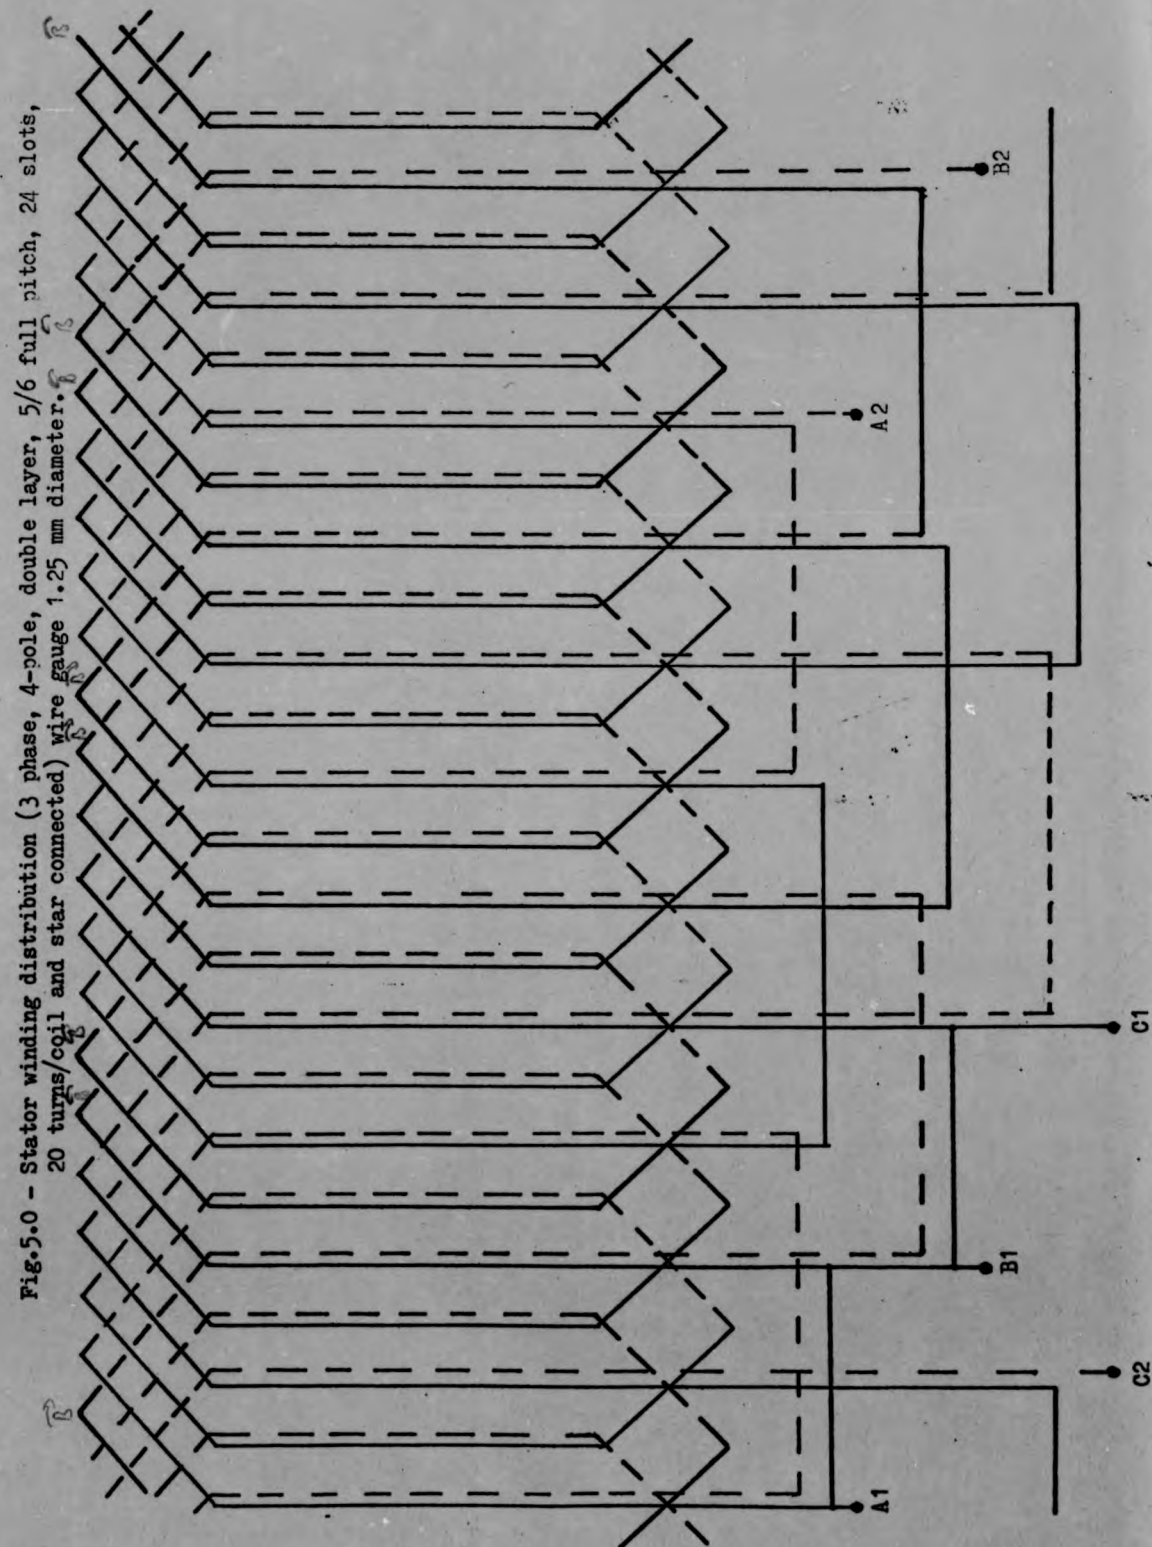 Fig.5.0 - Stator winding distribution (3 phase, 4-pole, double layer, 5/6 full pitch, 24 slots,
20 turns/coil and star connected) wire gauge 1.25 mm diameter.
B2
A2
C1
B1
C2
A1